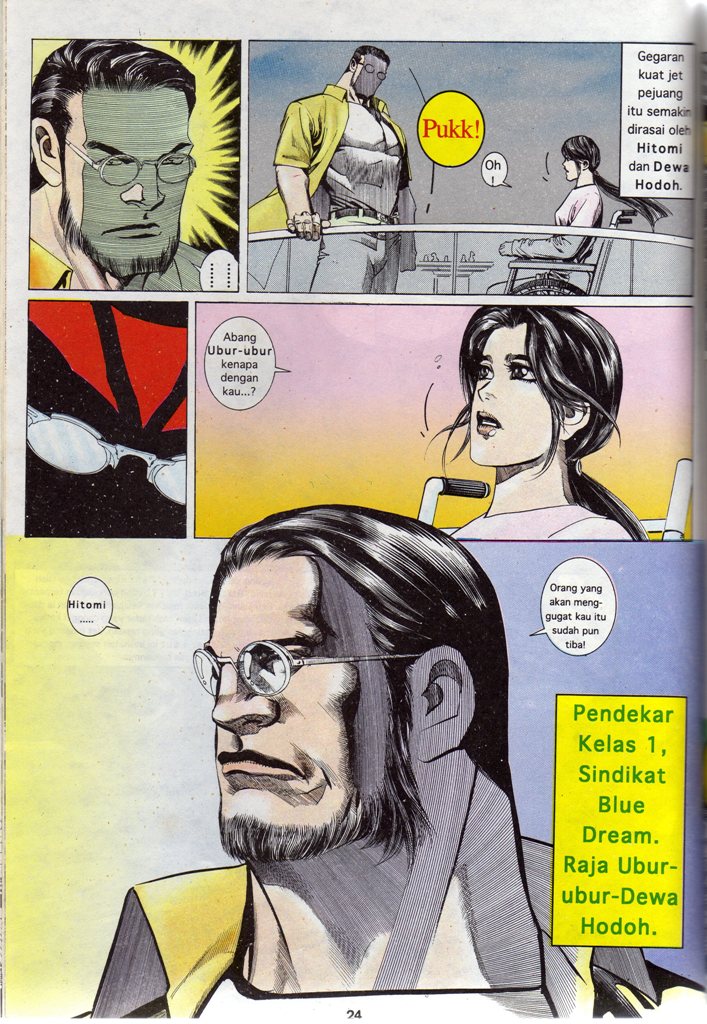 ....
....
Pukk!
Oh
!
Gegaran
kuat jet
pejuang
itu semakin
dirasai oleh
Hitomi
dan Dewa
Hodoh.
Abang
Ubur-ubur
kenapa
dengan
kau...?
Hitomi
.....
Orang yang
akan meng-
gugat kau itu
sudah pun
tiba!
Pendekar
Kelas 1,
Sindikat
Blue
Dream.
Raja Ubur-
ubur-Dewa
Hodoh.
24